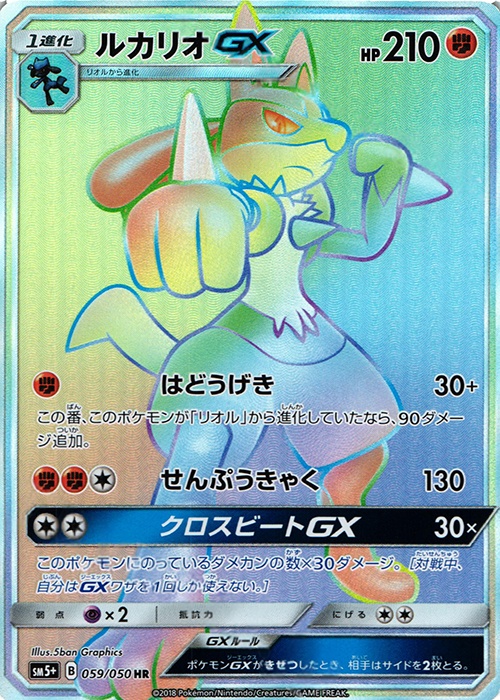 1進化 ルカリオGX HP210
リオルから進化
はどうげき 30+
この番、このポケモンが「リオル」から進化していたなら、90ダメー
ジ追加。
せんぷうきゃく 130
クロスビートGX 30×
このポケモンにのっているダメカンの数×30ダメージ。[対戦中、
自分はGXワザを1回しか使えない。]
弱点 ×2 抵抗力 にげる
Illus.5ban Graphics
GXルール
SM5+ B 059/050 HR
ポケモンGXがきぜつしたとき、相手はサイドを2枚とる。
©2018 Pokémon/Nintendo/Creatures/GAME FREAK.